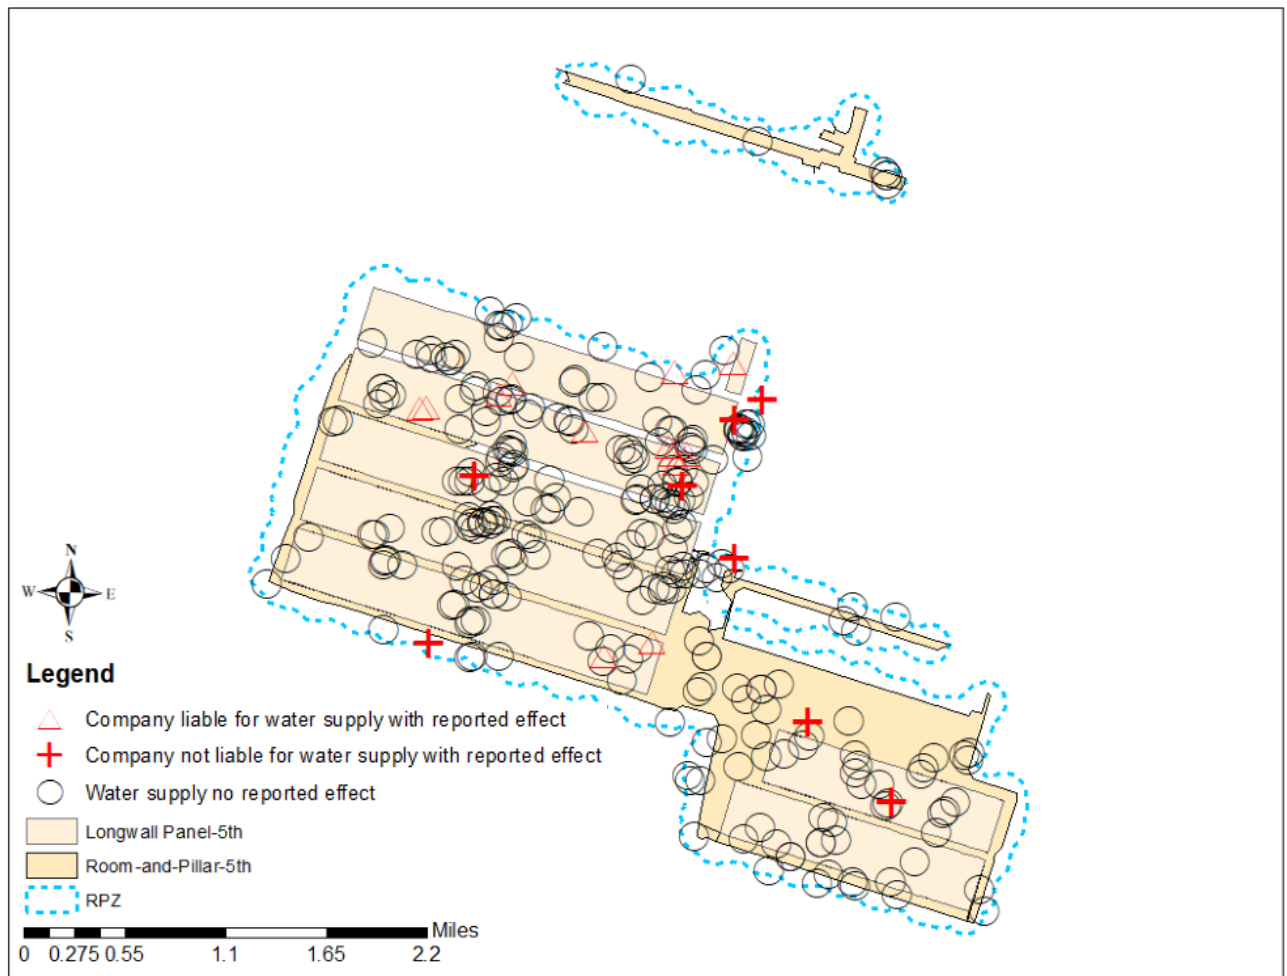 N
W E
S
Legend
Company liable for water supply with reported effect
Company not liable for water supply with reported effect
Water supply no reported effect
Longwall Panel-5th
Room-and-Pillar-5th
RPZ
Miles
0 0.275 0.55 1.1 1.65 2.2